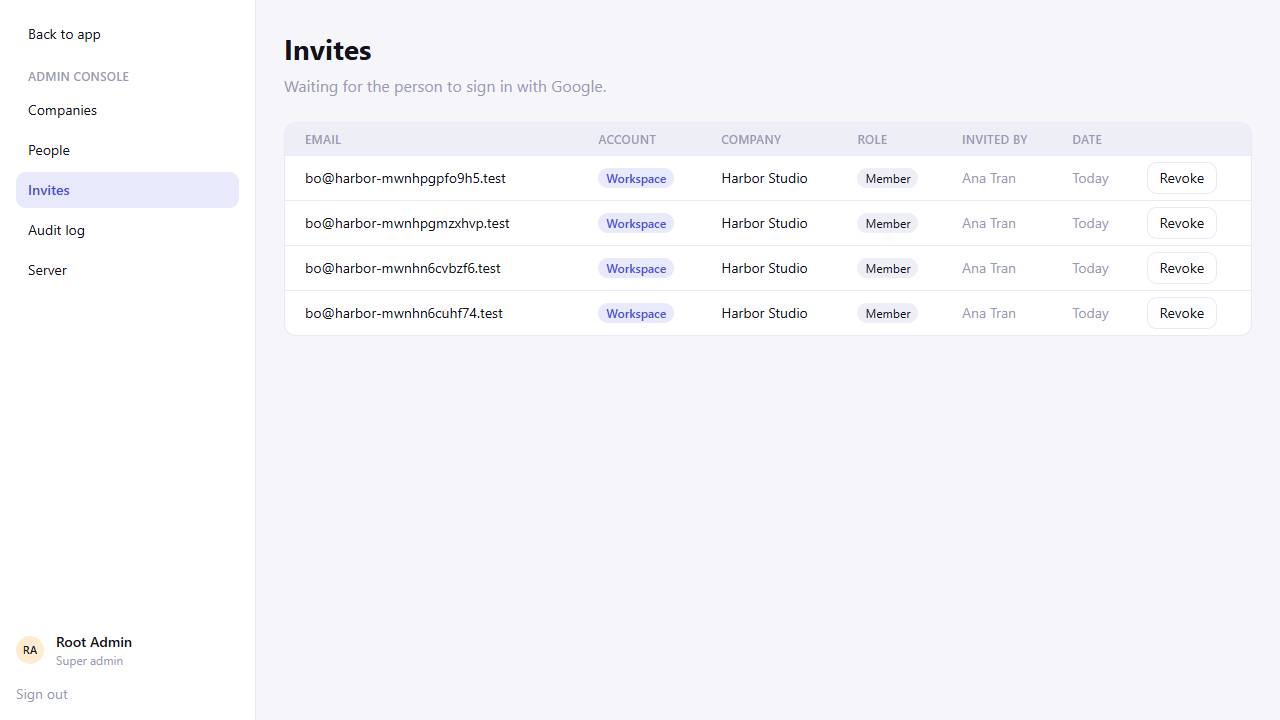 Back to app
ADMIN CONSOLE
Companies
People
Invites
Audit log
Server
RA
Root Admin
Super admin
Sign out
Invites
Waiting for the person to sign in with Google.
EMAIL ACCOUNT COMPANY ROLE INVITED BY DATE
bo@harbor-mwnhpgpfo9h5.test Workspace Harbor Studio Member Ana Tran Today Revoke
bo@harbor-mwnhpgmzxhvp.test Workspace Harbor Studio Member Ana Tran Today Revoke
bo@harbor-mwnhn6cvbzf6.test Workspace Harbor Studio Member Ana Tran Today Revoke
bo@harbor-mwnhn6cuhf74.test Workspace Harbor Studio Member Ana Tran Today Revoke